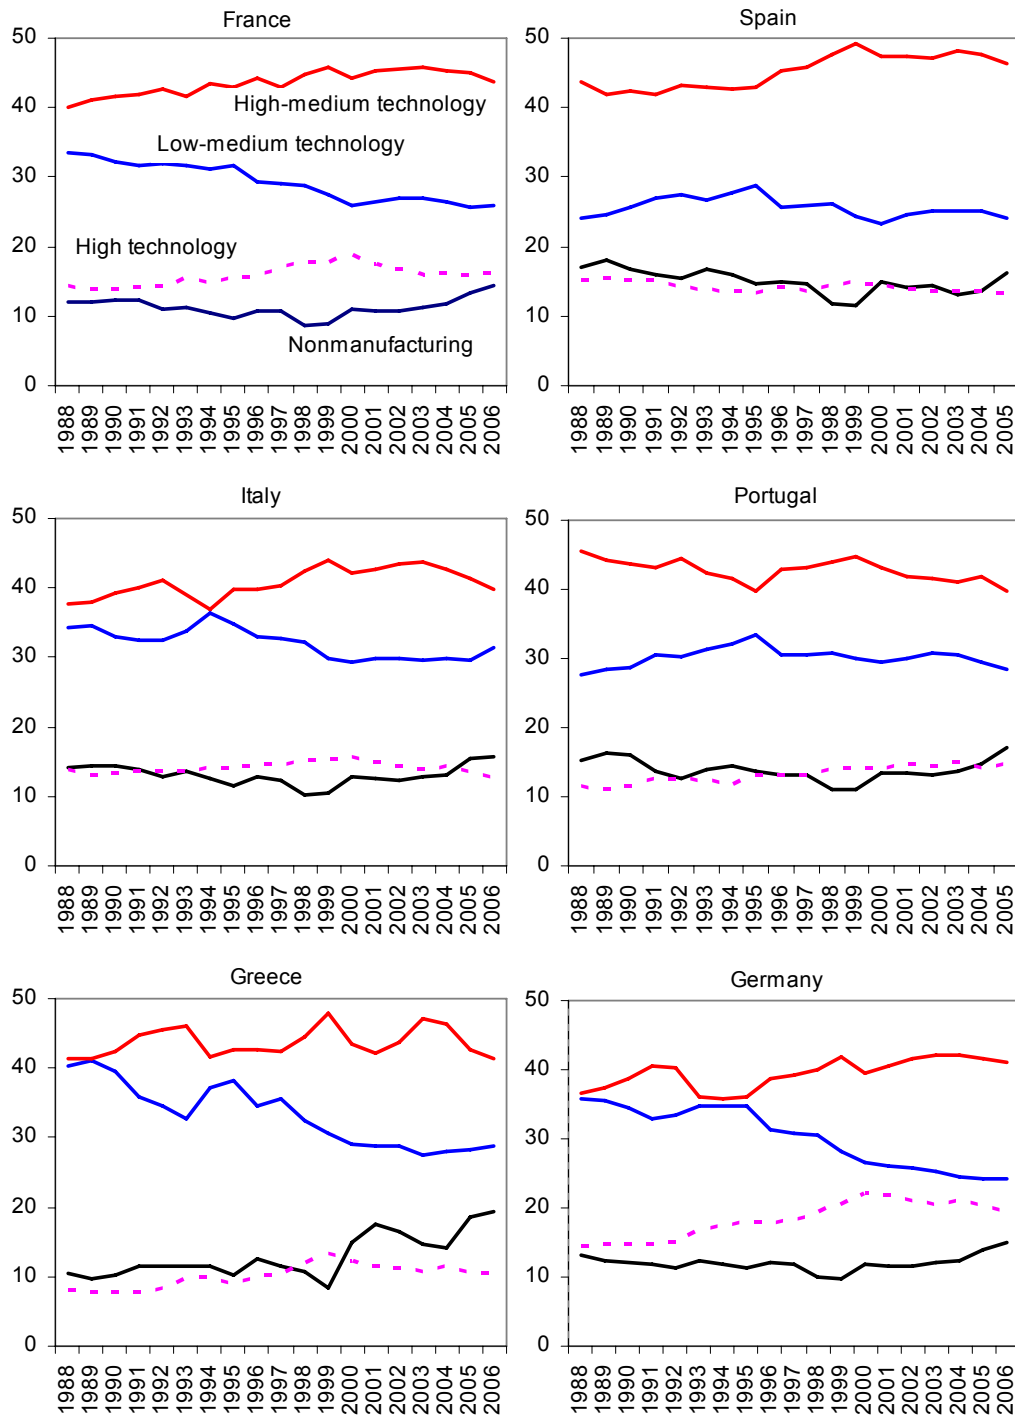 France
50
40
30
20
10
0
High-medium technology
Low-medium technology
High technology
Nonmanufacturing
1988 1989 1990 1991 1992 1993 1994 1995 1996 1997 1998 1999 2000 2001 2002 2003 2004 2005 2006
Spain
50
40
30
20
10
0
1988 1989 1990 1991 1992 1993 1994 1995 1996 1997 1998 1999 2000 2001 2002 2003 2004 2005
Italy
50
40
30
20
10
0
1988 1989 1990 1991 1992 1993 1994 1995 1996 1997 1998 1999 2000 2001 2002 2003 2004 2005 2006
Portugal
50
40
30
20
10
0
1988 1989 1990 1991 1992 1993 1994 1995 1996 1997 1998 1999 2000 2001 2002 2003 2004 2005
Greece
50
40
30
20
10
0
1988 1989 1990 1991 1992 1993 1994 1995 1996 1997 1998 1999 2000 2001 2002 2003 2004 2005 2006
Germany
50
40
30
20
10
0
1988 1989 1990 1991 1992 1993 1994 1995 1996 1997 1998 1999 2000 2001 2002 2003 2004 2005 2006